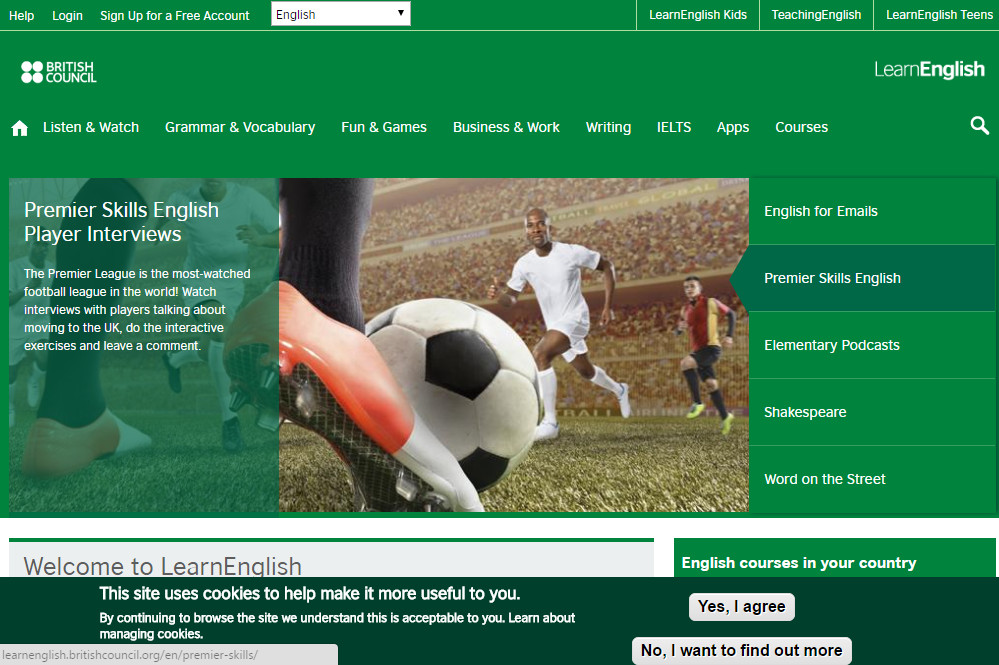 Help Login Sign Up for a Free Account English LearnEnglish Kids TeachingEnglish LearnEnglish Teens
BRITISH
COUNCIL
LearnEnglish
Listen & Watch Grammar & Vocabulary Fun & Games Business & Work Writing IELTS Apps Courses
Premier Skills English
Player Interviews
The Premier League is the most-watched
football league in the world! Watch
interviews with players talking about
moving to the UK, do the interactive
exercises and leave a comment.
English for Emails
Premier Skills English
Elementary Podcasts
Shakespeare
Word on the Street
Welcome to LearnEnglish
English courses in your country
This site uses cookies to help make it more useful to you.
By continuing to browse the site we understand this is acceptable to you. Learn about
managing cookies.
Yes, I agree
No, I want to find out more
learnenglish.britishcouncil.org/en/premier-skills/